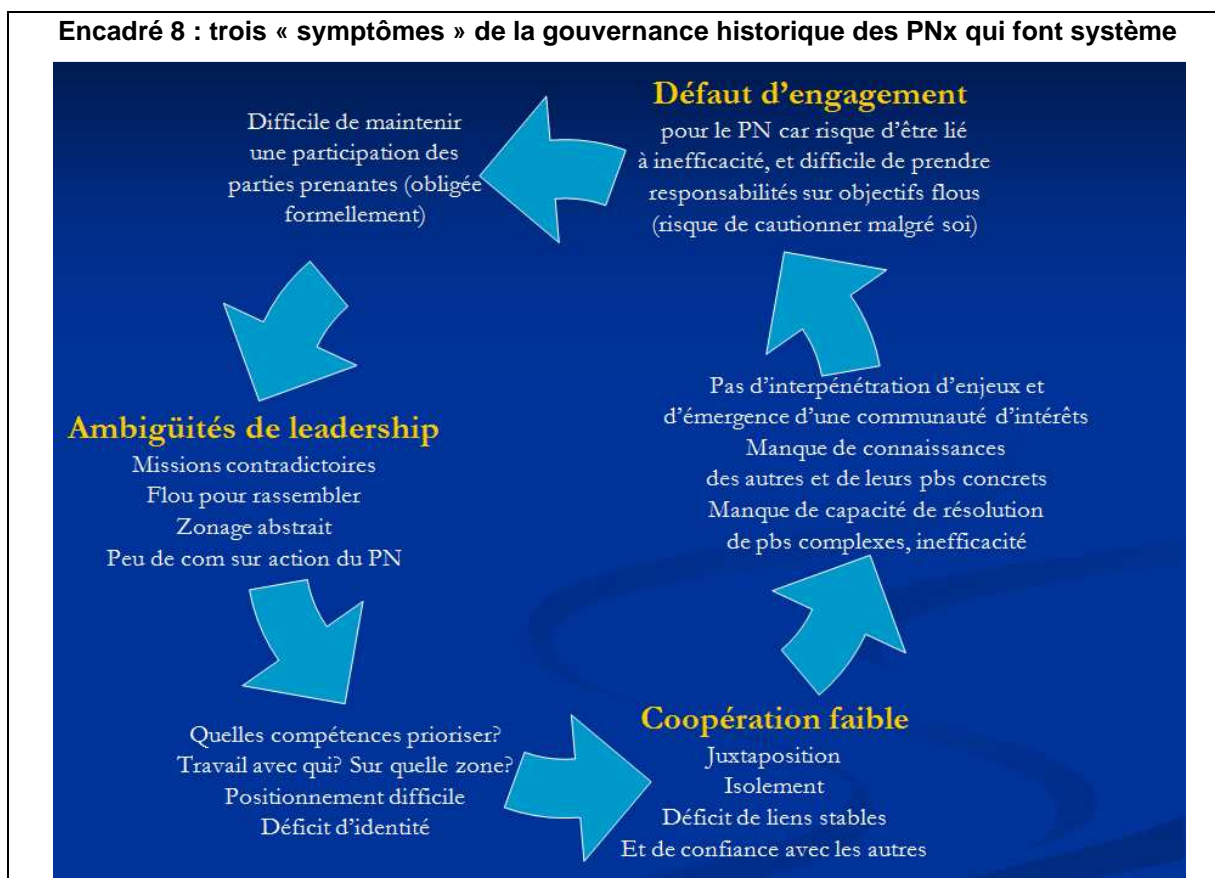 Encadré 8 : trois « symptômes » de la gouvernance historique des PNx qui font système
Défaut d'engagement
pour le PN car risque d'être lié
à inefficacité, et difficile de prendre
responsabilités sur objectifs flous
(risque de cautionner malgré soi)
Difficile de maintenir
une participation des
parties prenantes (obligée
formellement)
Ambigüités de leadership
Missions contradictoires
Flou pour rassembler
Zonage abstrait
Peu de com sur action du PN
Quelles compétences prioriser?
Travail avec qui? Sur quelle zone?
Positionnement difficile
Déficit d'identité
Coopération faible
Juxtaposition
Isolement
Déficit de liens stables
Et de confiance avec les autres
Pas d'interpénétration d'enjeux et
d'émergence d'une communauté d'intérêts
Manque de connaissances
des autres et de leurs pbs concrets
Manque de capacité de résolution
de pbs complexes, inefficacité